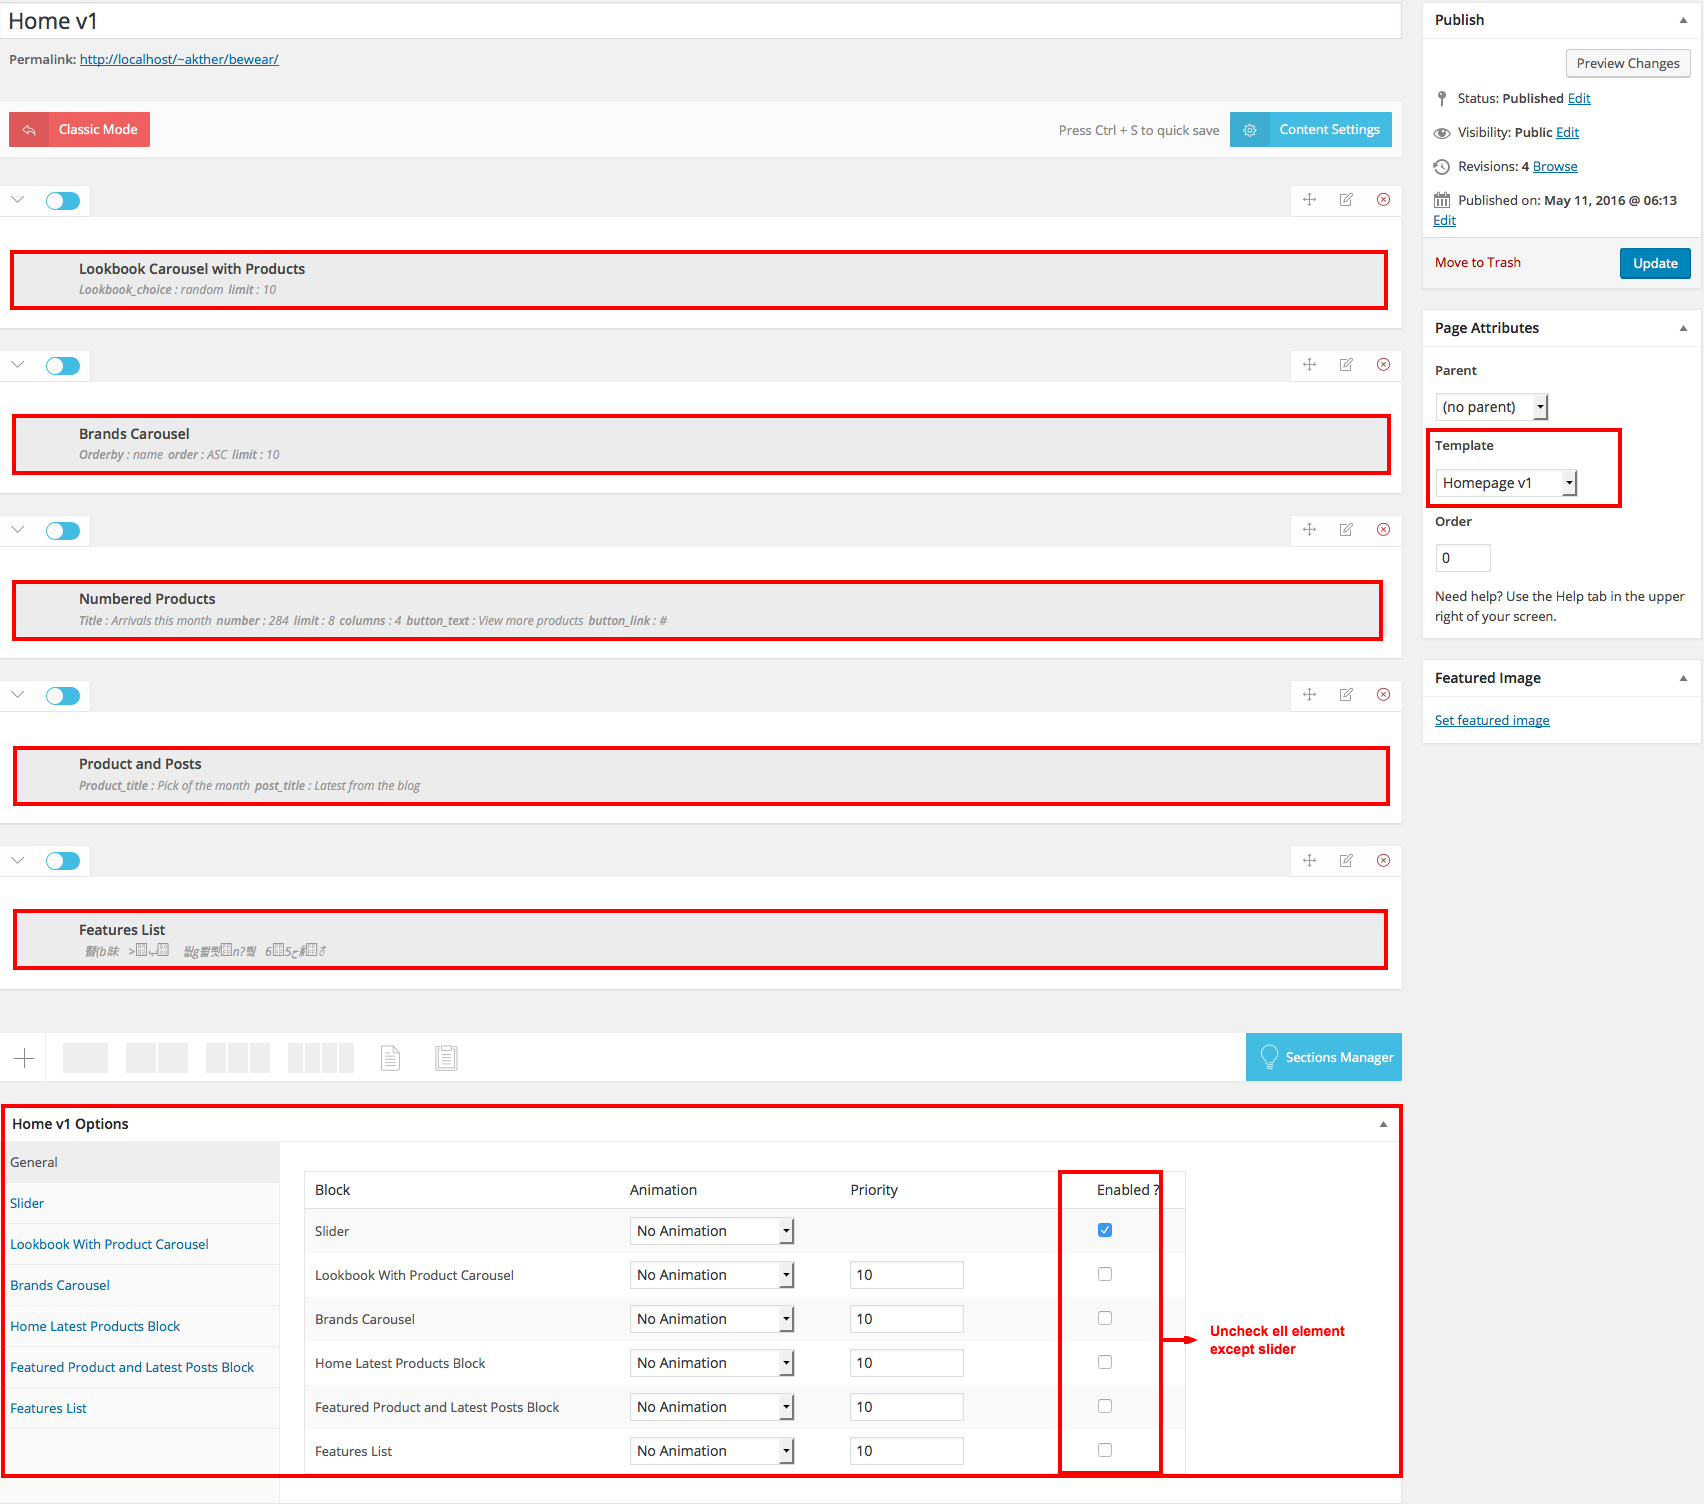 Home v1
Permalink: http://localhost/~akther/bewear/
Classic Mode
Press Ctrl + S to quick save
Content Settings
Lookbook Carousel with Products
Lookbook_choice : random limit : 10
Brands Carousel
Orderby : name order : ASC limit : 10
Numbered Products
Title : Arrivals this month number : 284 limit : 8 columns : 4 button_text : View more products button_link : #
Product and Posts
Product_title : Pick of the month post_title : Latest from the blog
Features List
Sections Manager
Home v1 Options
General
Slider
Lookbook With Product Carousel
Brands Carousel
Home Latest Products Block
Featured Product and Latest Posts Block
Features List
Block Animation Priority Enabled ?
Slider No Animation
Lookbook With Product Carousel No Animation 10
Brands Carousel No Animation 10
Home Latest Products Block No Animation 10
Featured Product and Latest Posts Block No Animation 10
Features List No Animation 10
Uncheck ell element
except slider
Publish
Preview Changes
Status: Published Edit
Visibility: Public Edit
Revisions: 4 Browse
Published on: May 11, 2016 @ 06:13
Edit
Move to Trash
Update
Page Attributes
Parent
(no parent)
Template
Homepage v1
Order
0
Need help? Use the Help tab in the upper
right of your screen.
Featured Image
Set featured image